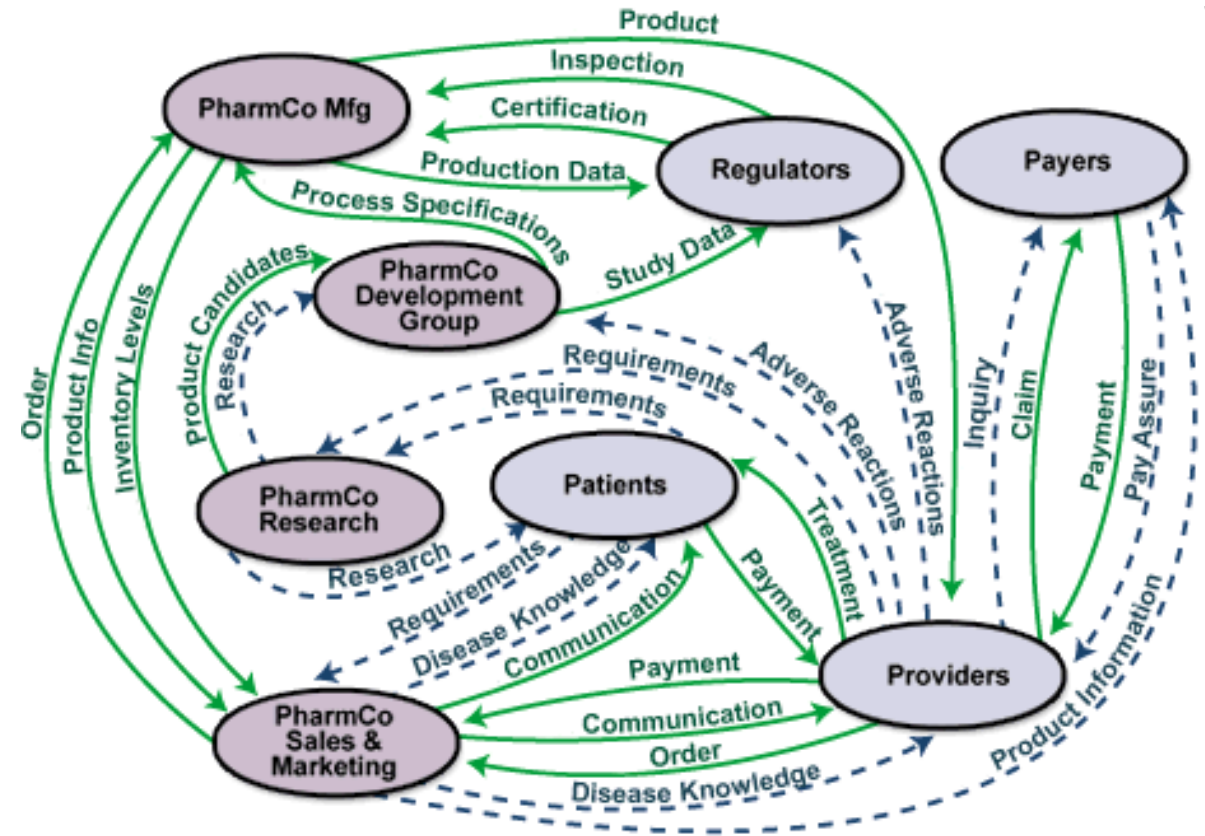 Product
Inspection
PharmCo Mfg
Certification
Regulators
Payers
Production Data
Process Specifications
Study Data
PharmCo
Development
Group
Product Candidates
Research
Order
Product Info
Inventory Levels
Requirements
Requirements
Adverse Reactions
Adverse Reactions
Inquiry
Claim
Payment
Pay Assure
Patients
PharmCo
Research
Research
Requirements
Disease Knowledge
Communication
Payment
Treatment
Providers
Payment
Communication
Order
Disease Knowledge
Product Information
PharmCo
Sales &
Marketing